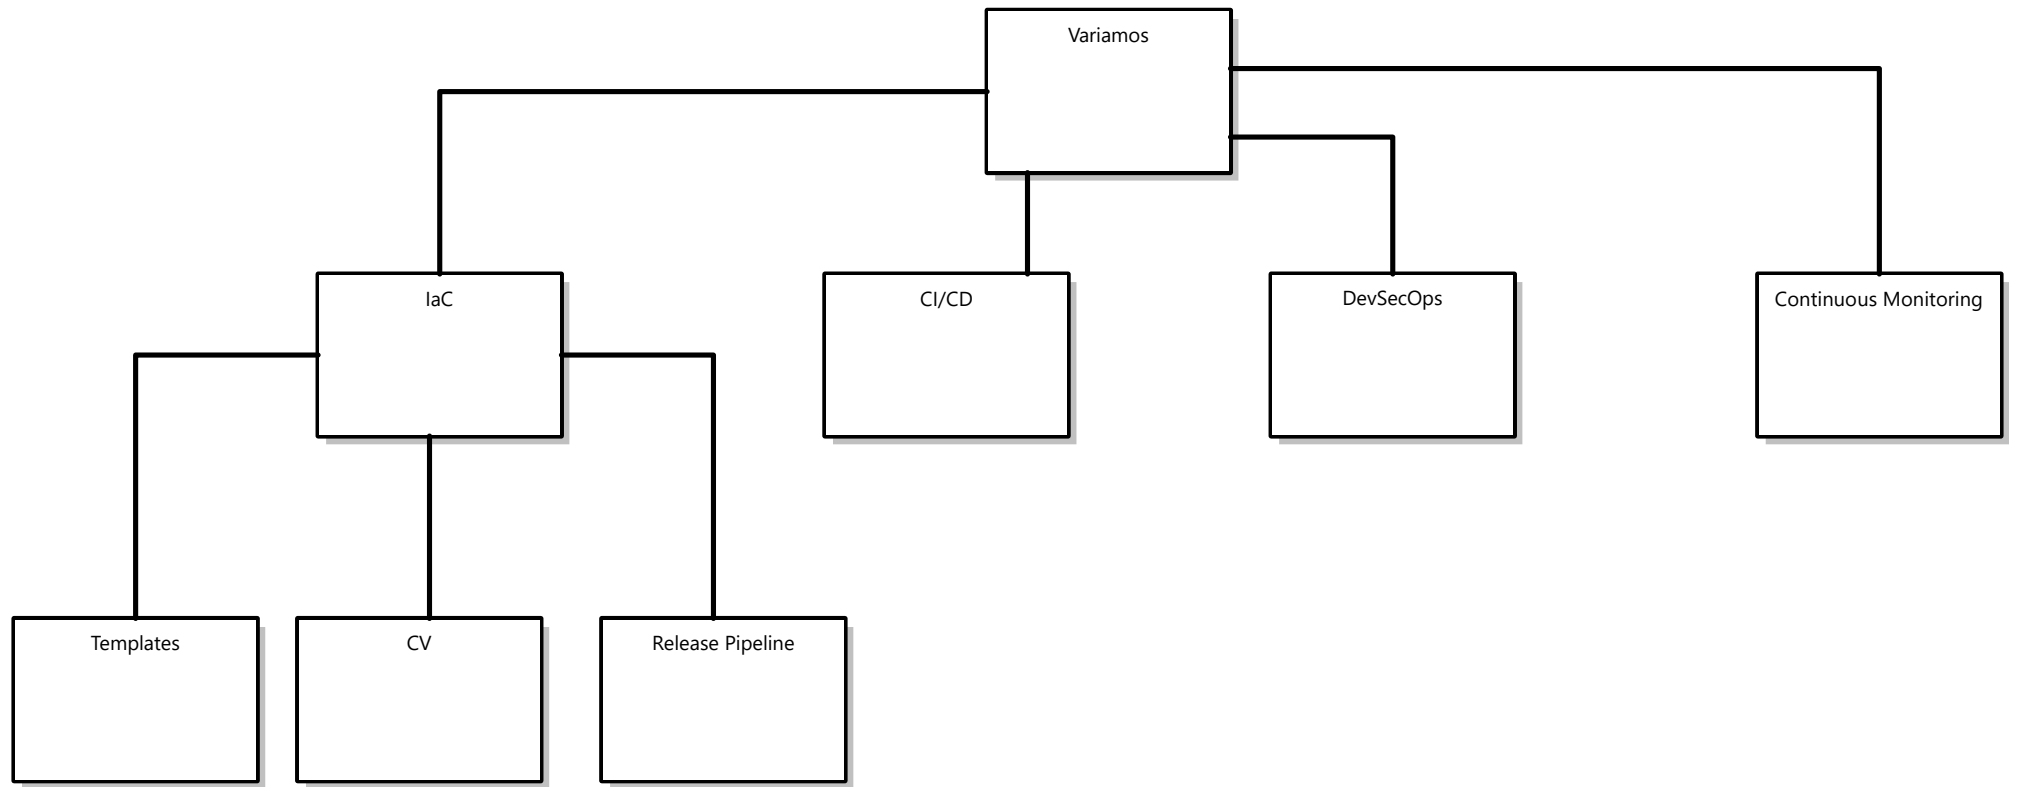 Variamos
IaC
CI/CD
DevSecOps
Continuous Monitoring
Templates
CV
Release Pipeline